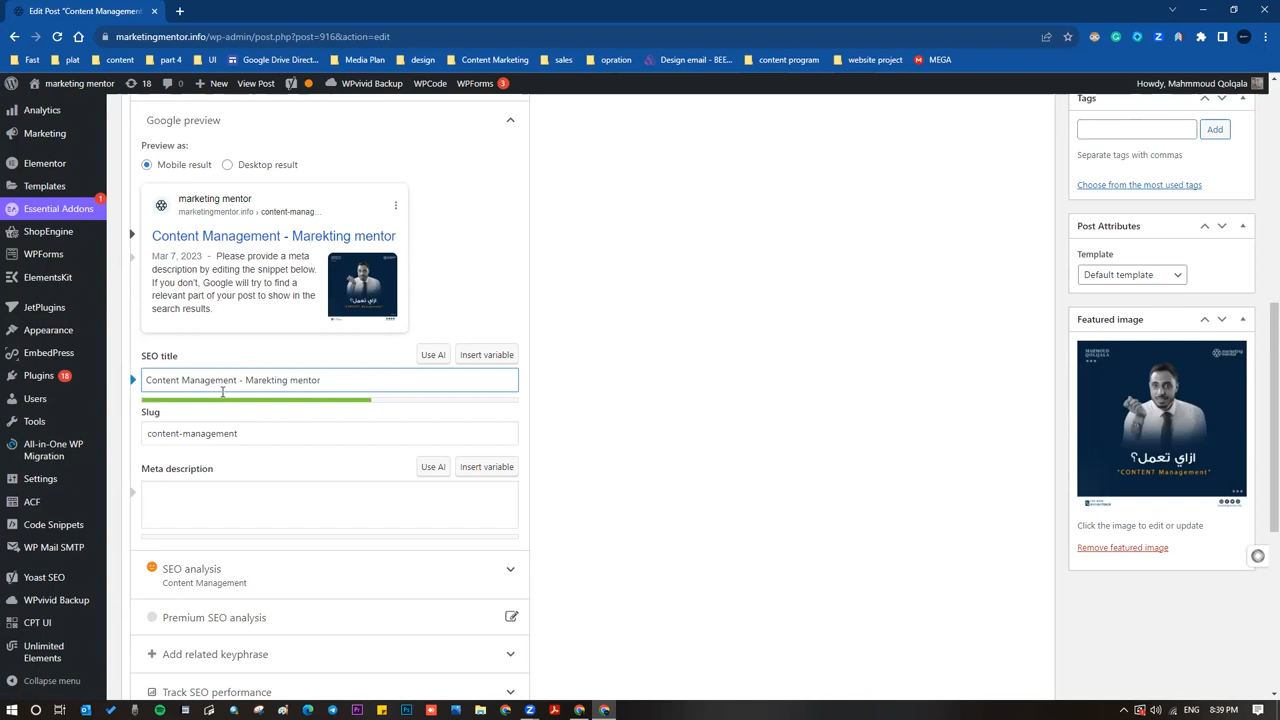 Edit Post "Content Management
marketingmentor.info/wp-admin/post.php?post=916&action=edit
Fast
plat
content
part 4
UI
Google Drive Direc...
Media Plan
design
Content Marketing
sales
opration
Design email - BEE...
content program
website project
MEGA
marketing mentor
18
0
New
View Post
WPvivid Backup
WPCode
WPForms 3
Howdy, Mahmmoud Qolqala
Analytics
Marketing
Elementor
Templates
Essential Addons 1
ShopEngine
WPForms
ElementsKit
JetPlugins
Appearance
EmbedPress
Plugins 18
Users
Tools
All-in-One WP
Migration
Settings
ACF
Code Snippets
WP Mail SMTP
Yoast SEO
WPvivid Backup
CPT UI
Unlimited
Elements
Collapse menu
Google preview
Preview as:
Mobile result
Desktop result
marketing mentor
marketingmentor.info › content-manag...
Content Management - Marekting mentor
Mar 7, 2023 - Please provide a meta
description by editing the snippet below.
If you don't, Google will try to find a
relevant part of your post to show in the
search results.
ازاي تعمل؟
SEO title
Use AI
Insert variable
Content Management - Marekting mentor
Slug
content-management
Meta description
Use AI
Insert variable
SEO analysis
Content Management
Premium SEO analysis
Add related keyphrase
Track SEO performance
Tags
Add
Separate tags with commas
Choose from the most used tags
Post Attributes
Template
Default template
Featured image
MAHMOUD
QOLQALA
marketing
mentor
ازاي تعمل؟
"CONTENT Management"
Click the image to edit or update
Remove featured image
ENG
8:39 PM